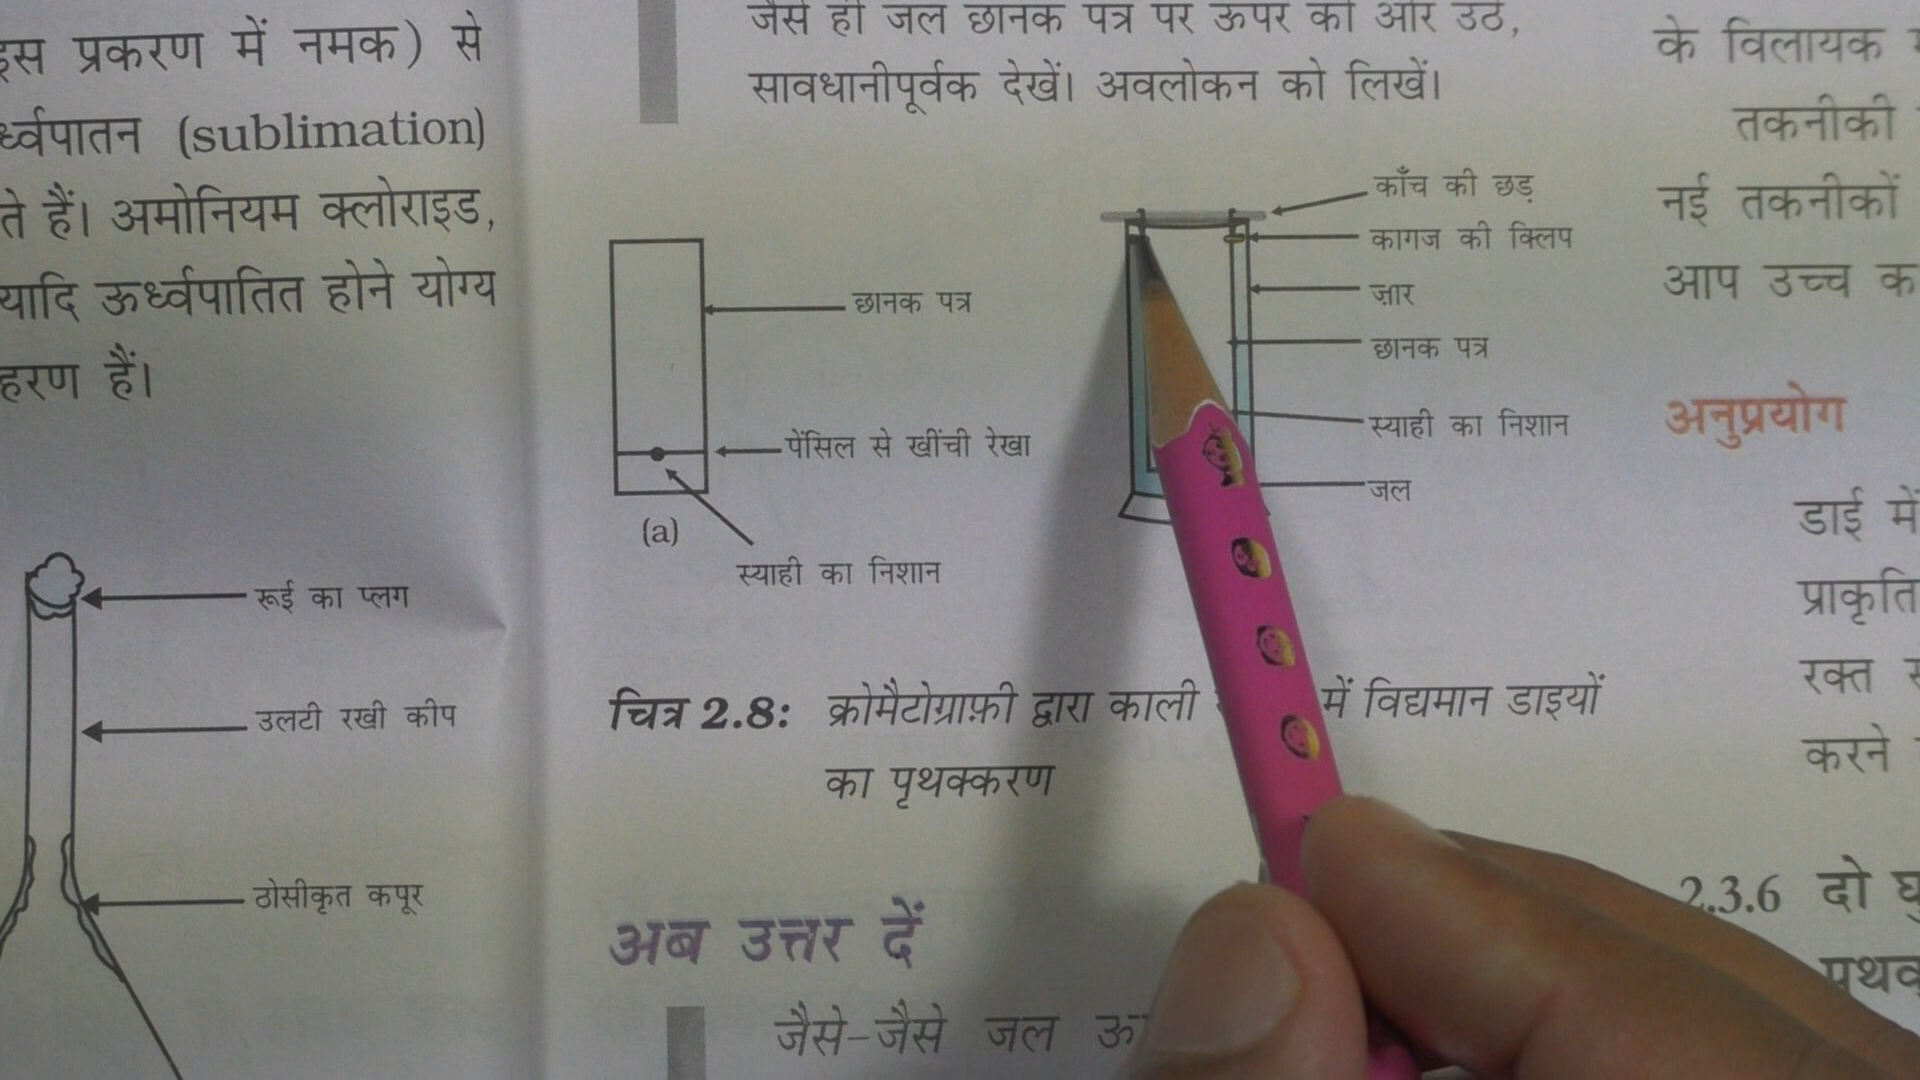 इस प्रकरण में नमक) से
र्ध्वपातन (sublimation)
ते हैं। अमोनियम क्लोराइड,
यादि ऊर्ध्वपातित होने योग्य
हरण हैं।
रूई का प्लग
उलटी रखी कीप
ठोसीकृत कपूर
जैसे ही जल छानक पत्र पर ऊपर की ओर उठे,
सावधानीपूर्वक देखें। अवलोकन को लिखें।
छानक पत्र
पेंसिल से खींची रेखा
(a)
स्याही का निशान
काँच की छड़
कागज की क्लिप
जार
छानक पत्र
स्याही का निशान
जल
चित्र 2.8: क्रोमैटोग्राफ़ी द्वारा काली में विद्यमान डाइयों
का पृथक्करण
अब उत्तर दें
जैसे-जैसे जल
के विलायक
तकनीकी
नई तकनीकों
आप उच्च
अनुप्रयोग
डाई में
रक्त
करने
2.3.6 दो